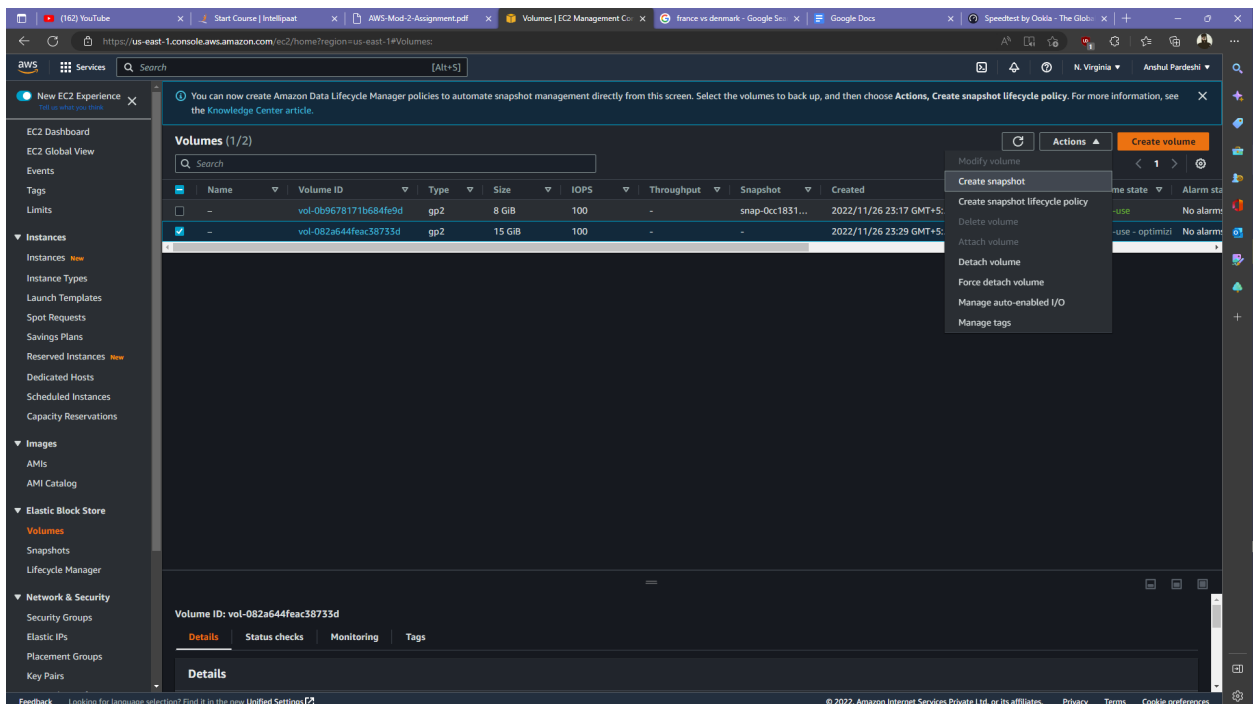 (162) YouTube
Start Course | Intellipaat
AWS-Mod-2-Assignment.pdf
Volumes | EC2 Management Co
france vs denmark - Google Sea
Google Docs
Speedtest by Ookla - The Globa
https://us-east-1.console.aws.amazon.com/ec2/home?region=us-east-1#Volumes:
aws Services Search [Alt+S] N. Virginia Anshul Pardeshi
New EC2 Experience
Tell us what you think
EC2 Dashboard
EC2 Global View
Events
Tags
Limits
Instances
Instances New
Instance Types
Launch Templates
Spot Requests
Savings Plans
Reserved Instances New
Dedicated Hosts
Scheduled Instances
Capacity Reservations
Images
AMIs
AMI Catalog
Elastic Block Store
Volumes
Snapshots
Lifecycle Manager
Network & Security
Security Groups
Elastic IPs
Placement Groups
Key Pairs
You can now create Amazon Data Lifecycle Manager policies to automate snapshot management directly from this screen. Select the volumes to back up, and then choose Actions, Create snapshot lifecycle policy. For more information, see
the Knowledge Center article.
Volumes (1/2) Actions Create volume
Search 1
Name Volume ID Type Size IOPS Throughput Snapshot Created me state Alarm sta
– vol-0b9678171b684fe9d gp2 8 GiB 100 - snap-0cc1831... 2022/11/26 23:17 GMT+5: -use No alarms
– vol-082a644feac38733d gp2 15 GiB 100 - - 2022/11/26 23:29 GMT+5: -use - optimizi No alarms
Modify volume
Create snapshot
Create snapshot lifecycle policy
Delete volume
Attach volume
Detach volume
Force detach volume
Manage auto-enabled I/O
Manage tags
Volume ID: vol-082a644feac38733d
Details Status checks Monitoring Tags
Details
Feedback Looking for language selection? Find it in the new Unified Settings © 2022, Amazon Internet Services Private Ltd. or its affiliates. Privacy Terms Cookie preferences